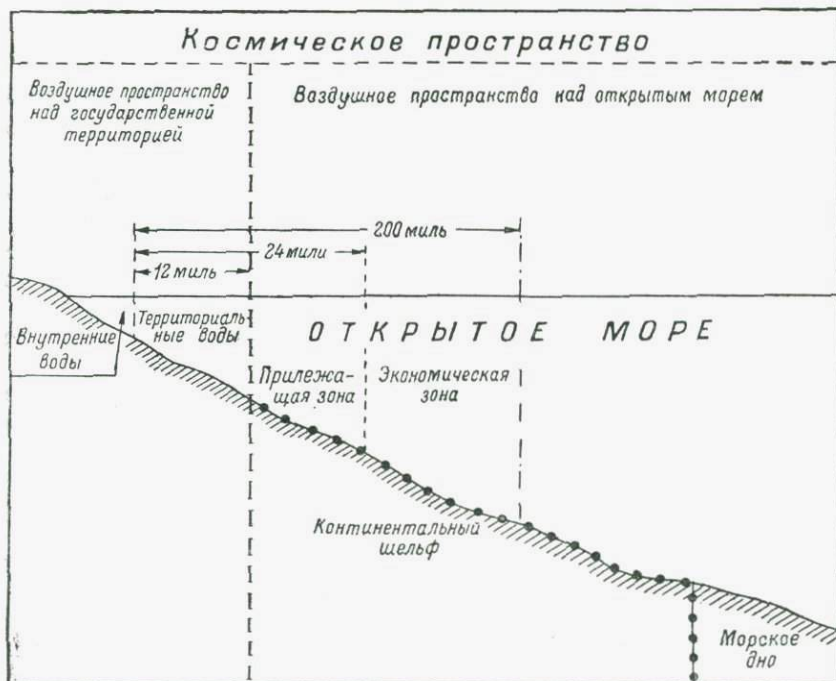 Космическое пространство
Воздушное пространство
над государственной
территорией
Воздушное пространство над открытым морем
200 миль
24 мили
12 миль
Внутренние
воды
Территориаль-
ные воды
ОТКРЫТОЕ МОРЕ
Прилежа-
щая зона
Экономическая
зона
Континентальный
шельф
Морское
дно